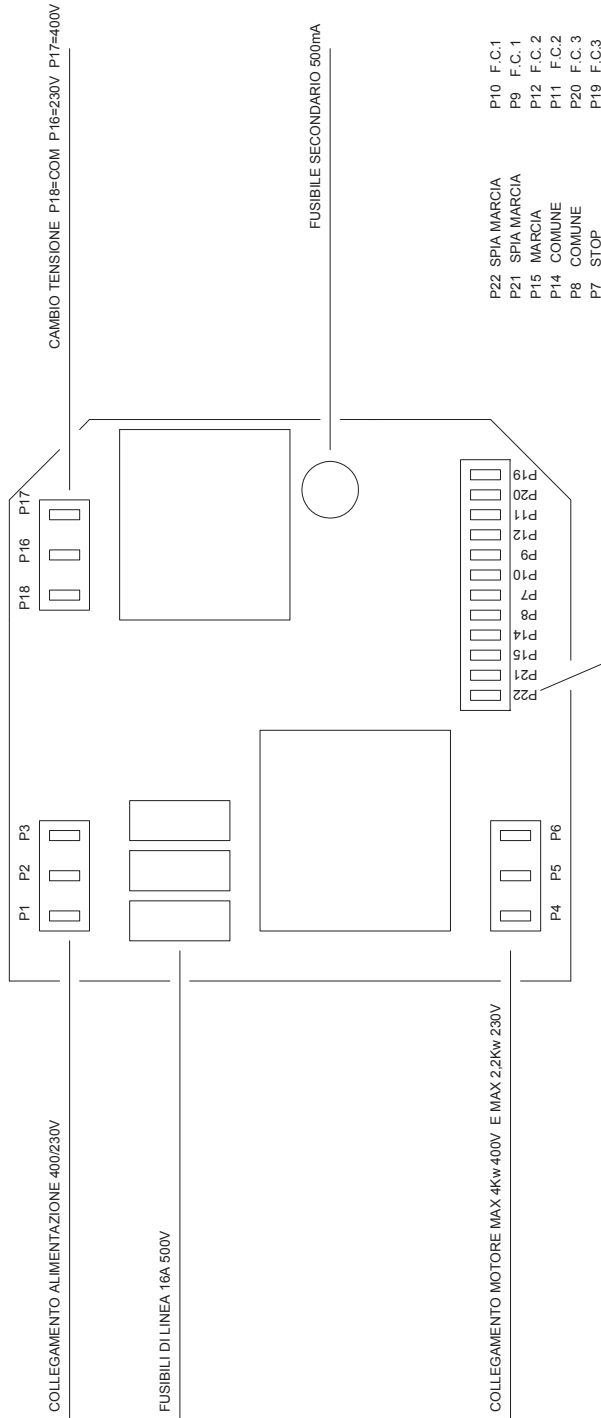 COLLEGAMENTO ALIMENTAZIONE 400/230V
CAMBIO TENSIONE P18=COM P16=230V P17=400V
P1 P2 P3
P18 P16 P17
FUSIBILI DI LINEA 16A 500V
FUSIBILE SECONDARIO 500mA
COLLEGAMENTO MOTORE MAX 4Kw 400V E MAX 2,2Kw 230V
P4 P5 P6
P22 P21 P15 P14 P8 P7 P10 P9 P12 P11 P20 P19
P22 SPIA MARCIA
P21 SPIA MARCIA
P15 MARCIA
P14 COMUNE
P8 COMUNE
P7 STOP
P10 F.C.1
P9 F.C.1
P12 F.C.2
P11 F.C.2
P20 F.C.3
P19 F.C.3